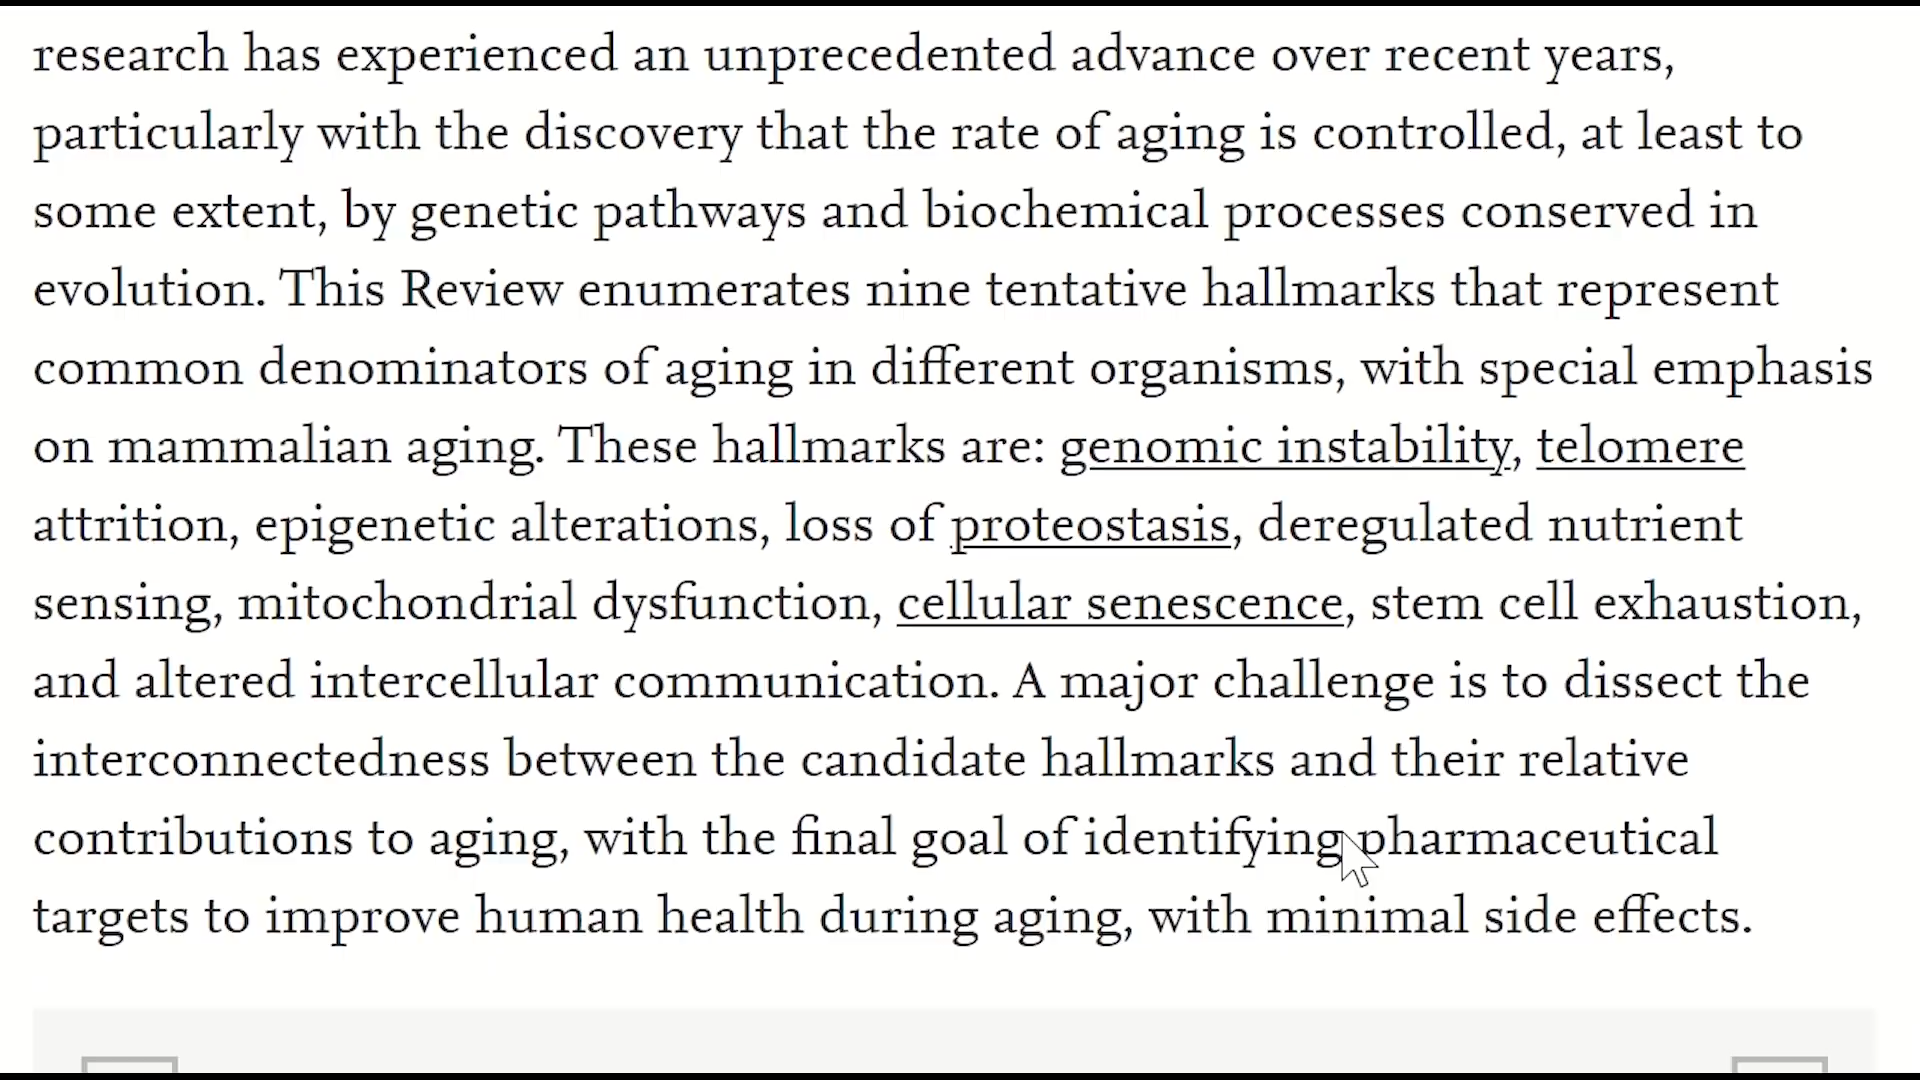 research has experienced an unprecedented advance over recent years,
particularly with the discovery that the rate of aging is controlled, at least to
some extent, by genetic pathways and biochemical processes conserved in
evolution. This Review enumerates nine tentative hallmarks that represent
common denominators of aging in different organisms, with special emphasis
on mammalian aging. These hallmarks are: genomic instability, telomere
attrition, epigenetic alterations, loss of proteostasis, deregulated nutrient
sensing, mitochondrial dysfunction, cellular senescence, stem cell exhaustion,
and altered intercellular communication. A major challenge is to dissect the
interconnectedness between the candidate hallmarks and their relative
contributions to aging, with the final goal of identifying pharmaceutical
targets to improve human health during aging, with minimal side effects.